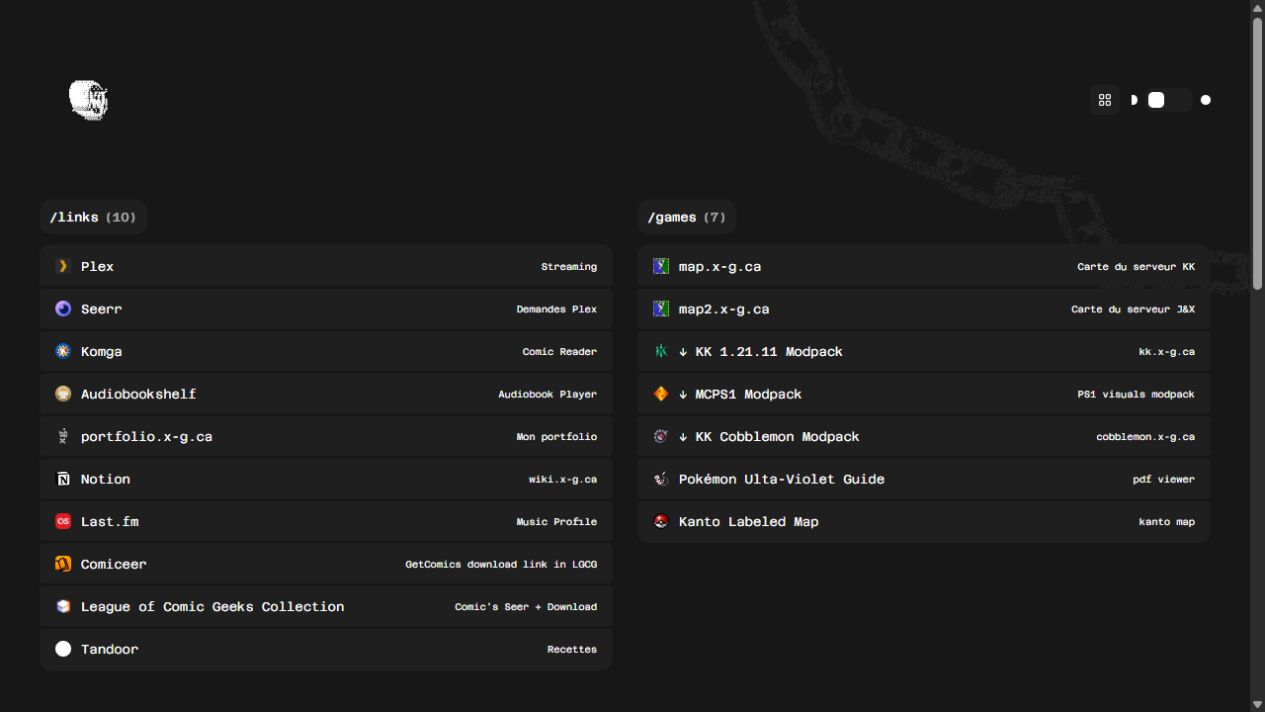 /links (10)
Plex
Streaming
Seerr
Demandes Plex
Komga
Comic Reader
Audiobookshelf
Audiobook Player
portfolio.x-g.ca
Mon portfolio
Notion
wiki.x-g.ca
Last.fm
Music Profile
Comiceer
GetComics download link in LGCG
League of Comic Geeks Collection
Comic's Seer + Download
Tandoor
Recettes
/games (7)
map.x-g.ca
Carte du serveur KK
map2.x-g.ca
Carte du serveur J&X
↓ KK 1.21.11 Modpack
kk.x-g.ca
↓ MCPS1 Modpack
PS1 visuals modpack
↓ KK Cobblemon Modpack
cobblemon.x-g.ca
Pokémon Ulta-Violet Guide
pdf viewer
Kanto Labeled Map
kanto map